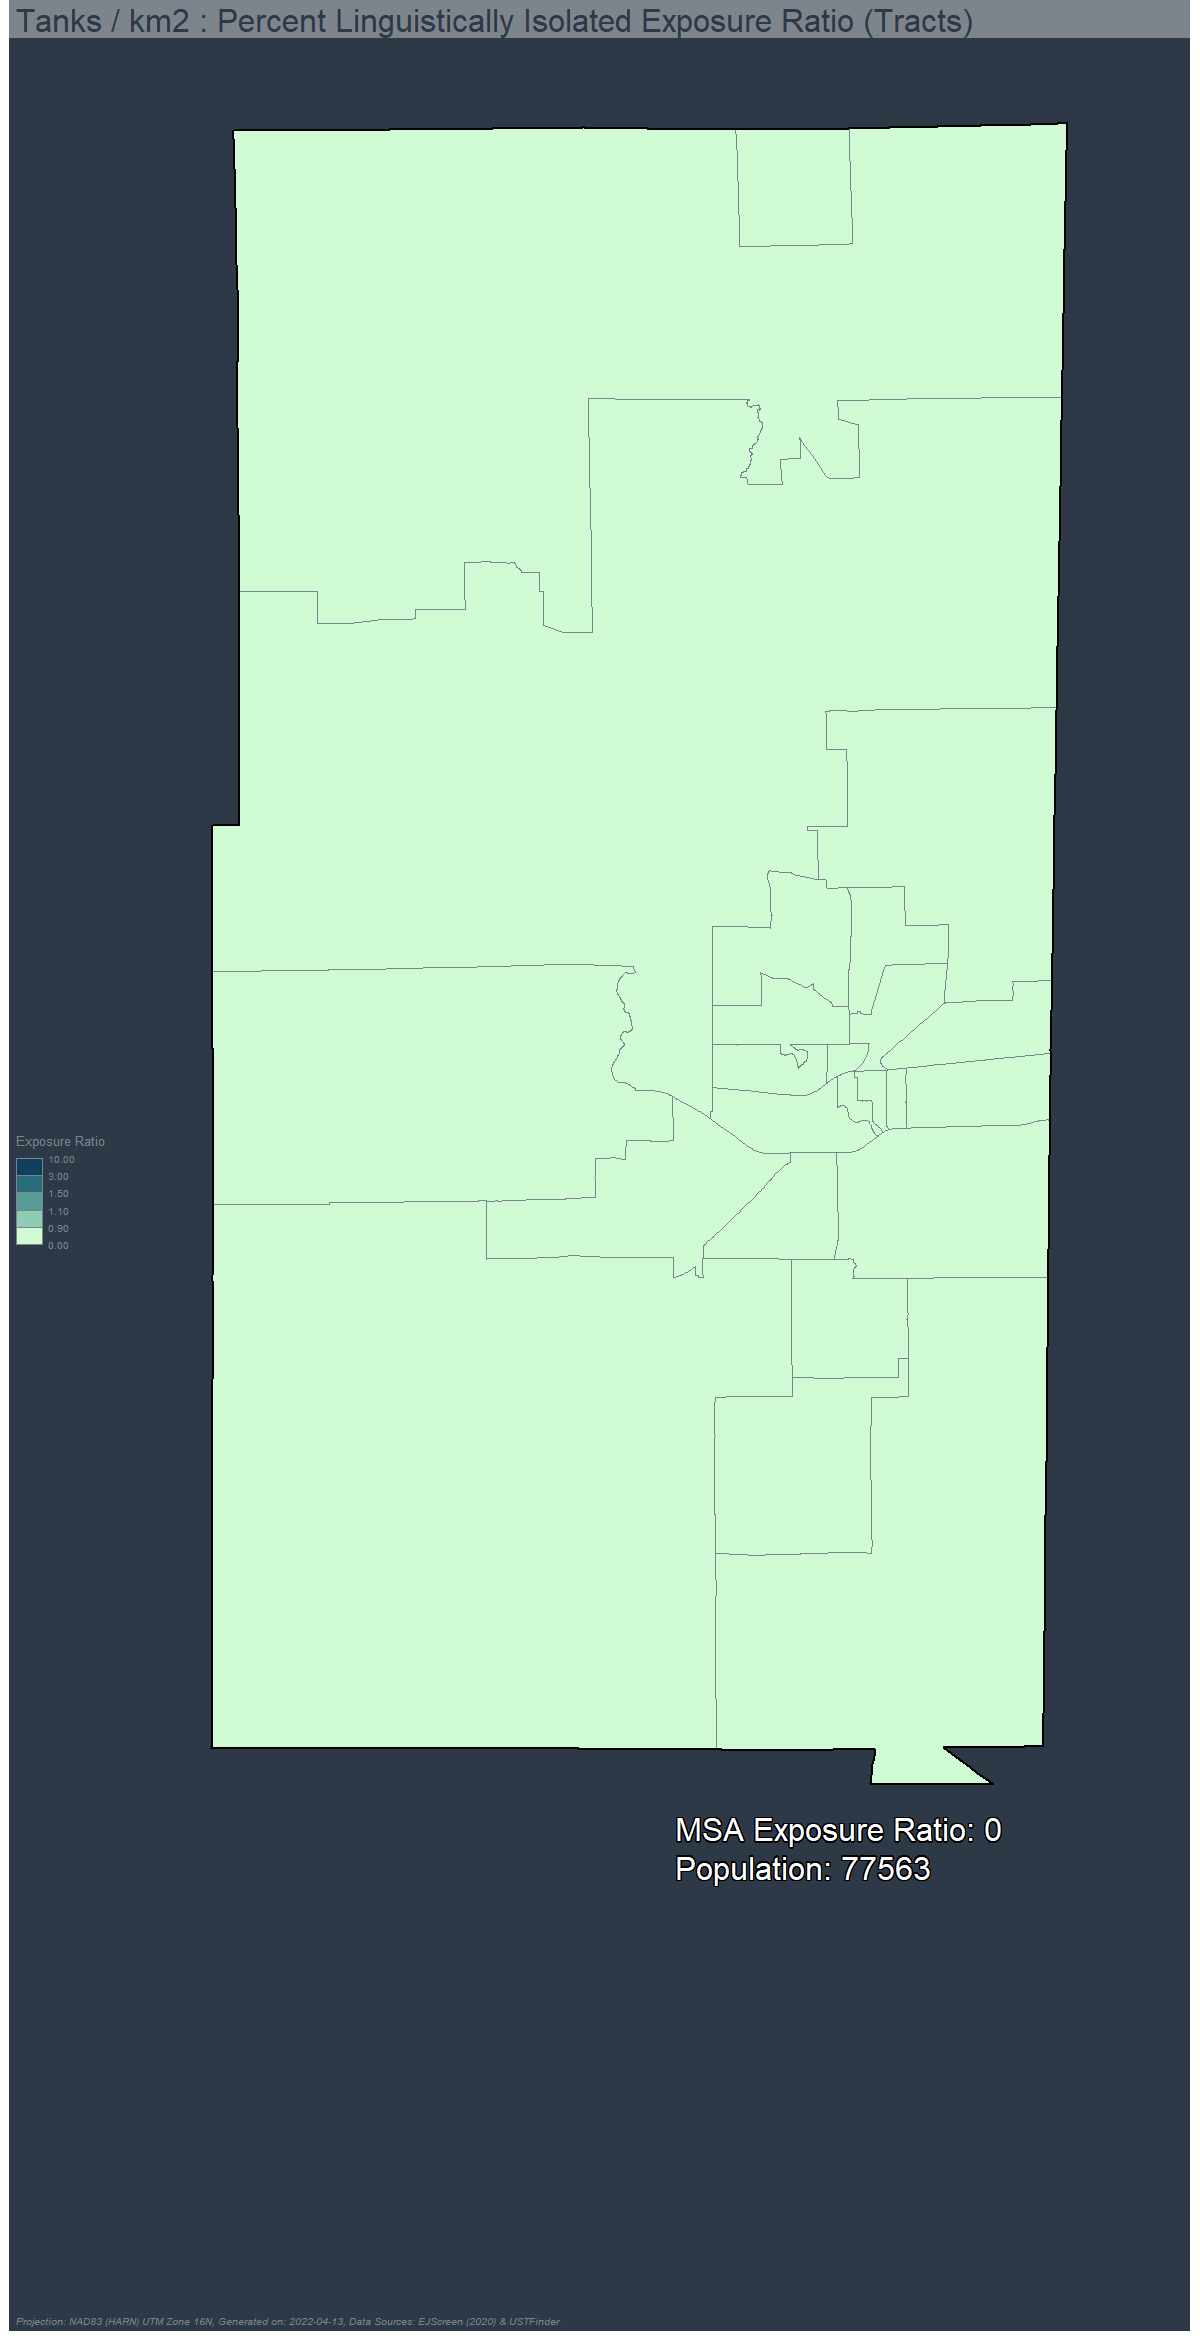 Tanks / km2 : Percent Linguistically Isolated Exposure Ratio (Tracts)
Exposure Ratio
10.00
3.00
1.50
1.10
0.90
0.00
MSA Exposure Ratio: 0
Population: 77563
Projection: NAD83 (HARN) UTM Zone 16N, Generated on: 2022-04-13, Data Sources: EJScreen (2020) & USTFinder